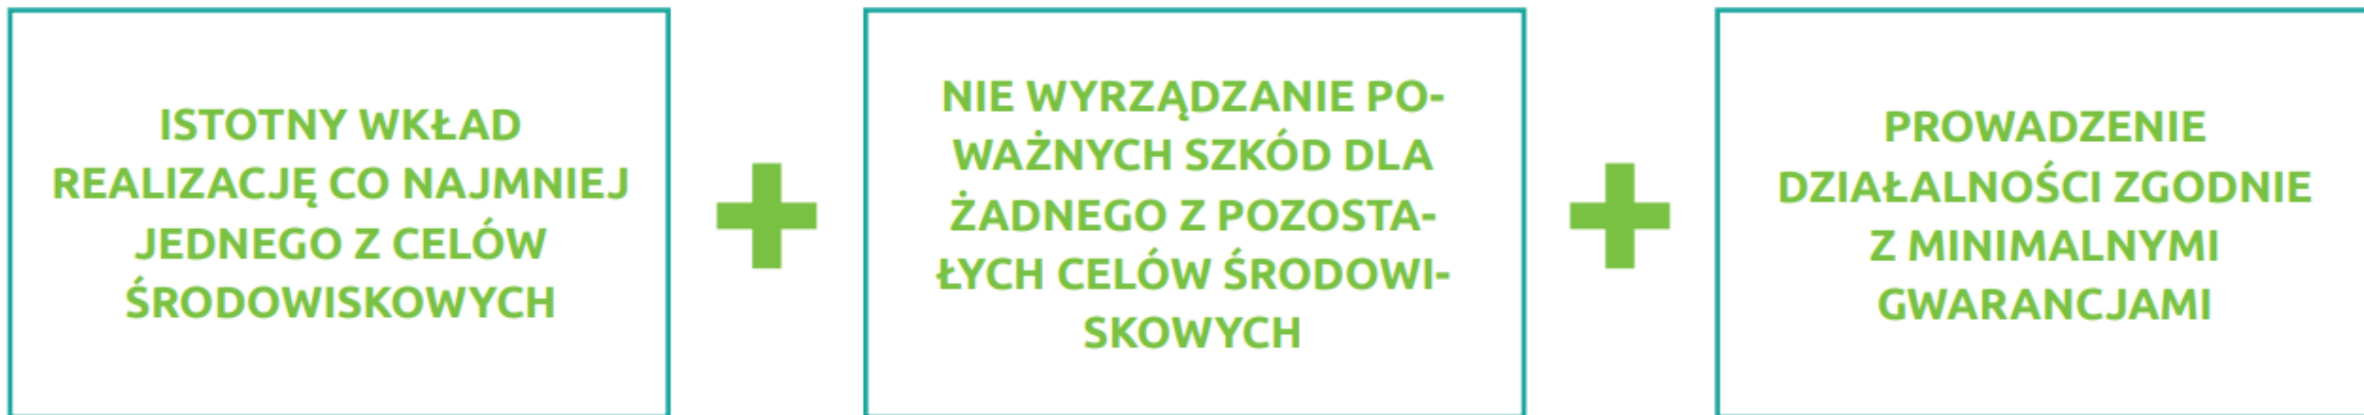 ISTOTNY WKŁAD
REALIZACJĘ CO NAJMNIEJ
JEDNEGO Z CELÓW
ŚRODOWISKOWYCH
NIE WYRZĄDZANIE PO-
WAŻNYCH SZKÓD DLA
ŻADNEGO Z POZOSTA-
ŁYCH CELÓW ŚRODOWI-
SKOWYCH
PROWADZENIE
DZIAŁALNOŚCI ZGODNIE
Z MINIMALNYMI
GWARANCJAMI